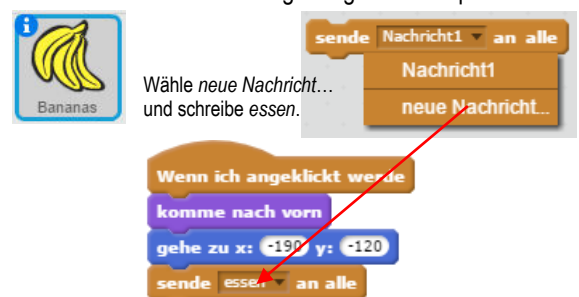 sende Nachricht1 an alle
Nachricht1
neue Nachricht...
i
Bananas
Wähle neue Nachricht…
und schreibe essen.
Wenn ich angeklickt werde
komme nach vorn
gehe zu x: -190 y: -120
sende essen an alle